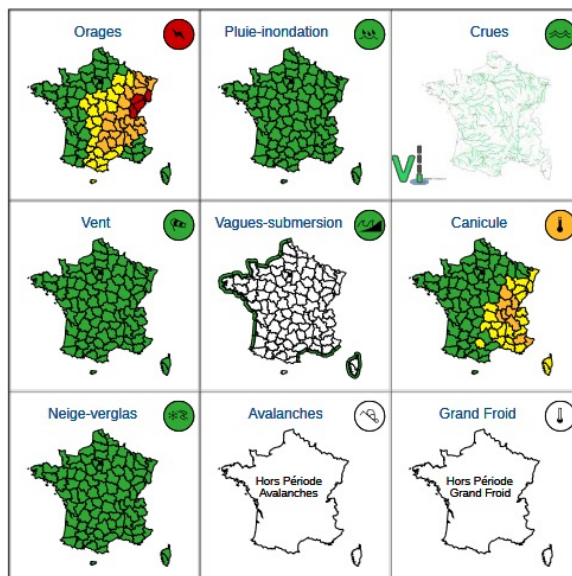 Orages
Pluie-inondation
Crues
V
Vent
Vagues-submersion
Canicule
Neige-verglas
Avalanches
Grand Froid
Hors Période
Avalanches
Hors Période
Grand Froid